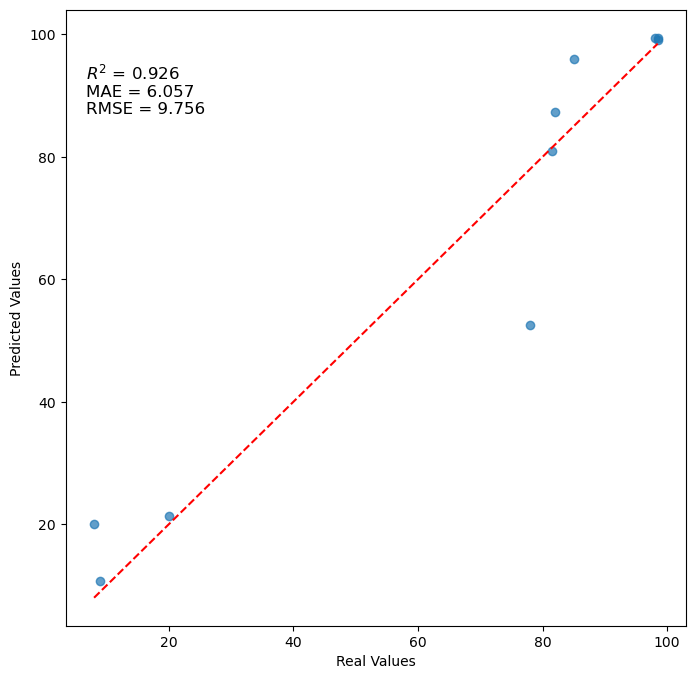 R² = 0.926
MAE = 6.057
RMSE = 9.756
100
80
60
40
20
Predicted Values
20 40 60 80 100
Real Values